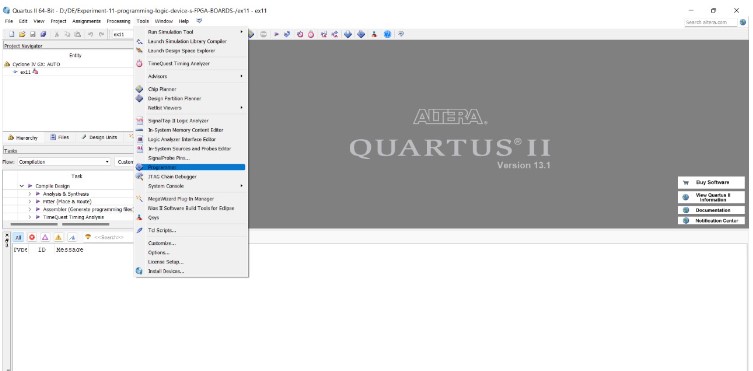 Quartus II 64-Bit - D:/DE/Experiment-11-programming-logic-device-s-FPGA-BOARDS-/ex11 - ex11
File Edit View Project Assignments Processing Tools Window Help
Search altera.com
ex11
Project Navigator
Entity
Cyclone IV GX: AUTO
ex11
Hierarchy Files Design Units
Tasks
Flow: Compilation Custom
Task
Compile Design
Analysis & Synthesis
Fitter (Place & Route)
Assembler (Generate programming files)
TimeQuest Timing Analysis
Run Simulation Tool
Launch Simulation Library Compiler
Launch Design Space Explorer
TimeQuest Timing Analyzer
Advisors
Chip Planner
Design Partition Planner
Netlist Viewers
SignalTap II Logic Analyzer
In-System Memory Content Editor
Logic Analyzer Interface Editor
In-System Sources and Probes Editor
SignalProbe Pins...
Programmer
JTAG Chain Debugger
System Console
MegaWizard Plug-In Manager
Nios II Software Build Tools for Eclipse
Qsys
Tcl Scripts...
Customize...
Options...
License Setup...
Install Devices...
ALTERA.
QUARTUS® II
Version 13.1
Buy Software
View Quartus II Information
Documentation
Notification Center
All <<Search>>
Type ID Message